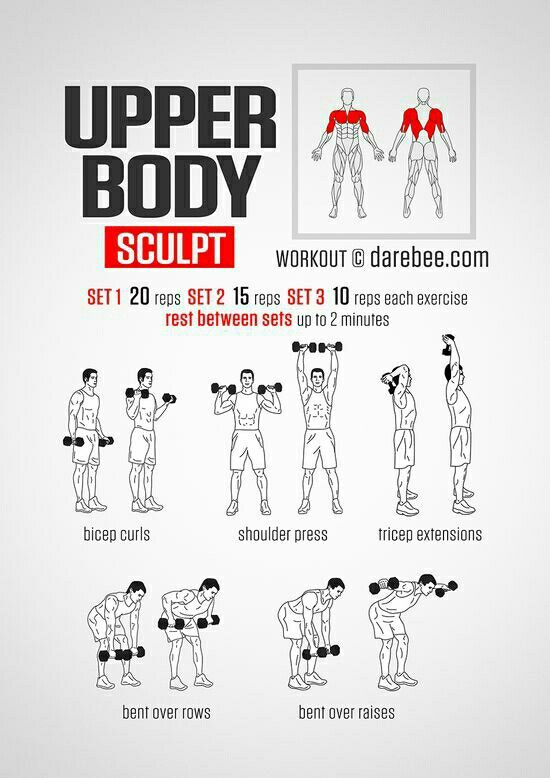 UPPER
BODY
SCULPT
WORKOUT © darebee.com
SET 1 20 reps SET 2 15 reps SET 3 10 reps each exercise
rest between sets up to 2 minutes
bicep curls
shoulder press
tricep extensions
bent over rows
bent over raises